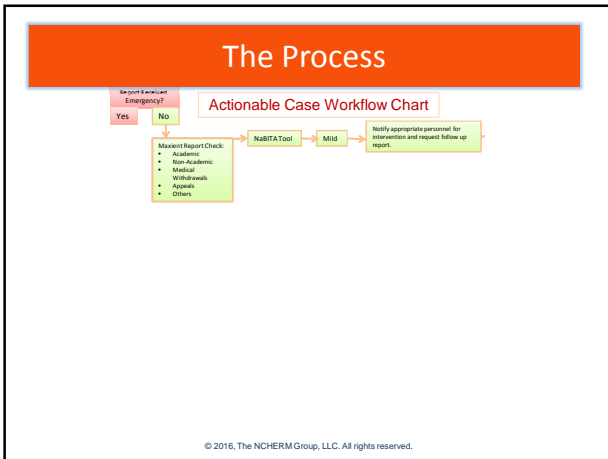 The Process
Report Received
Emergency?
Yes
No
Actionable Case Workflow Chart
Maxient Report Check:
• Academic
• Non-Academic
• Medical
Withdrawals
• Appeals
• Others
NaBITA Tool
Mild
Notify appropriate personnel for
intervention and request follow up
report.
© 2016, The NCHERM Group, LLC. All rights reserved.